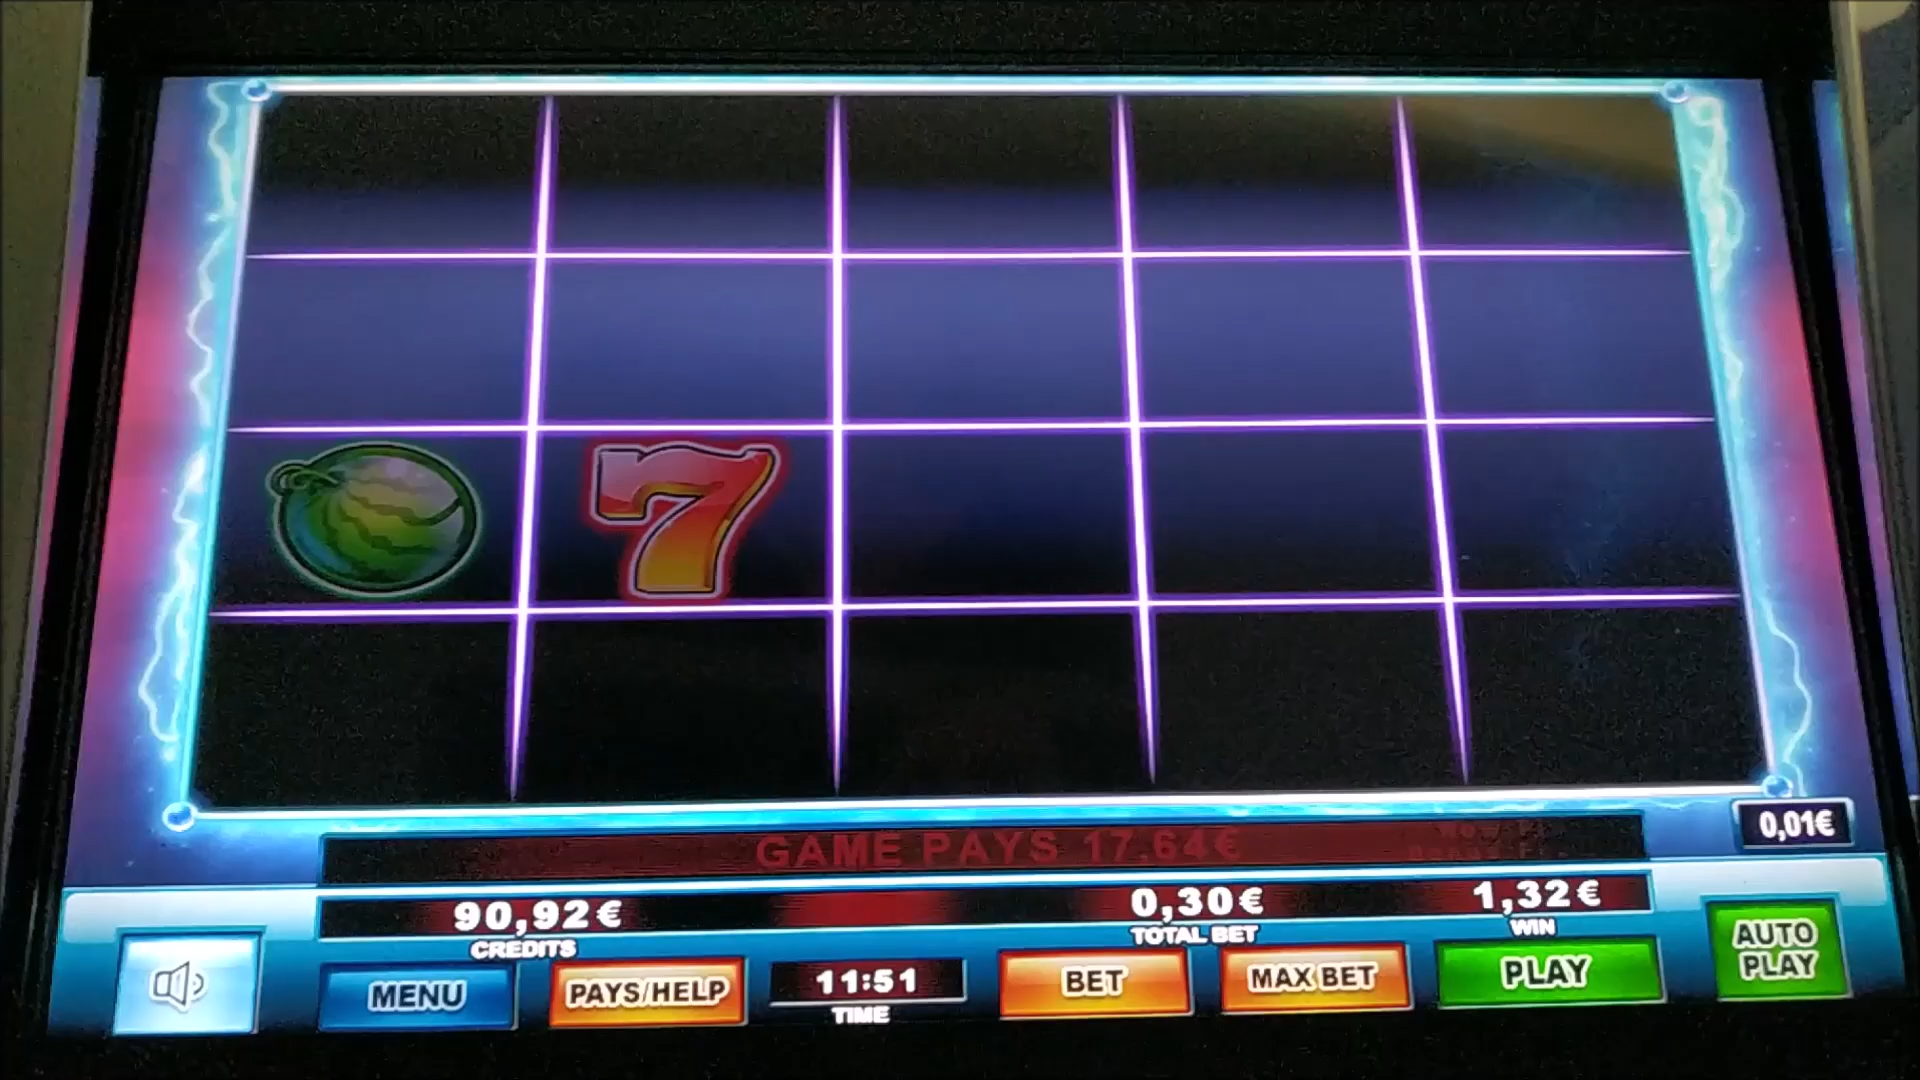 GAME PAYS 17.64€
0,01€
90,92€
CREDITS
0,30€
TOTAL BET
1,32€
WIN
MENU
PAYS/HELP
11:51
TIME
BET
MAX BET
PLAY
AUTO
PLAY